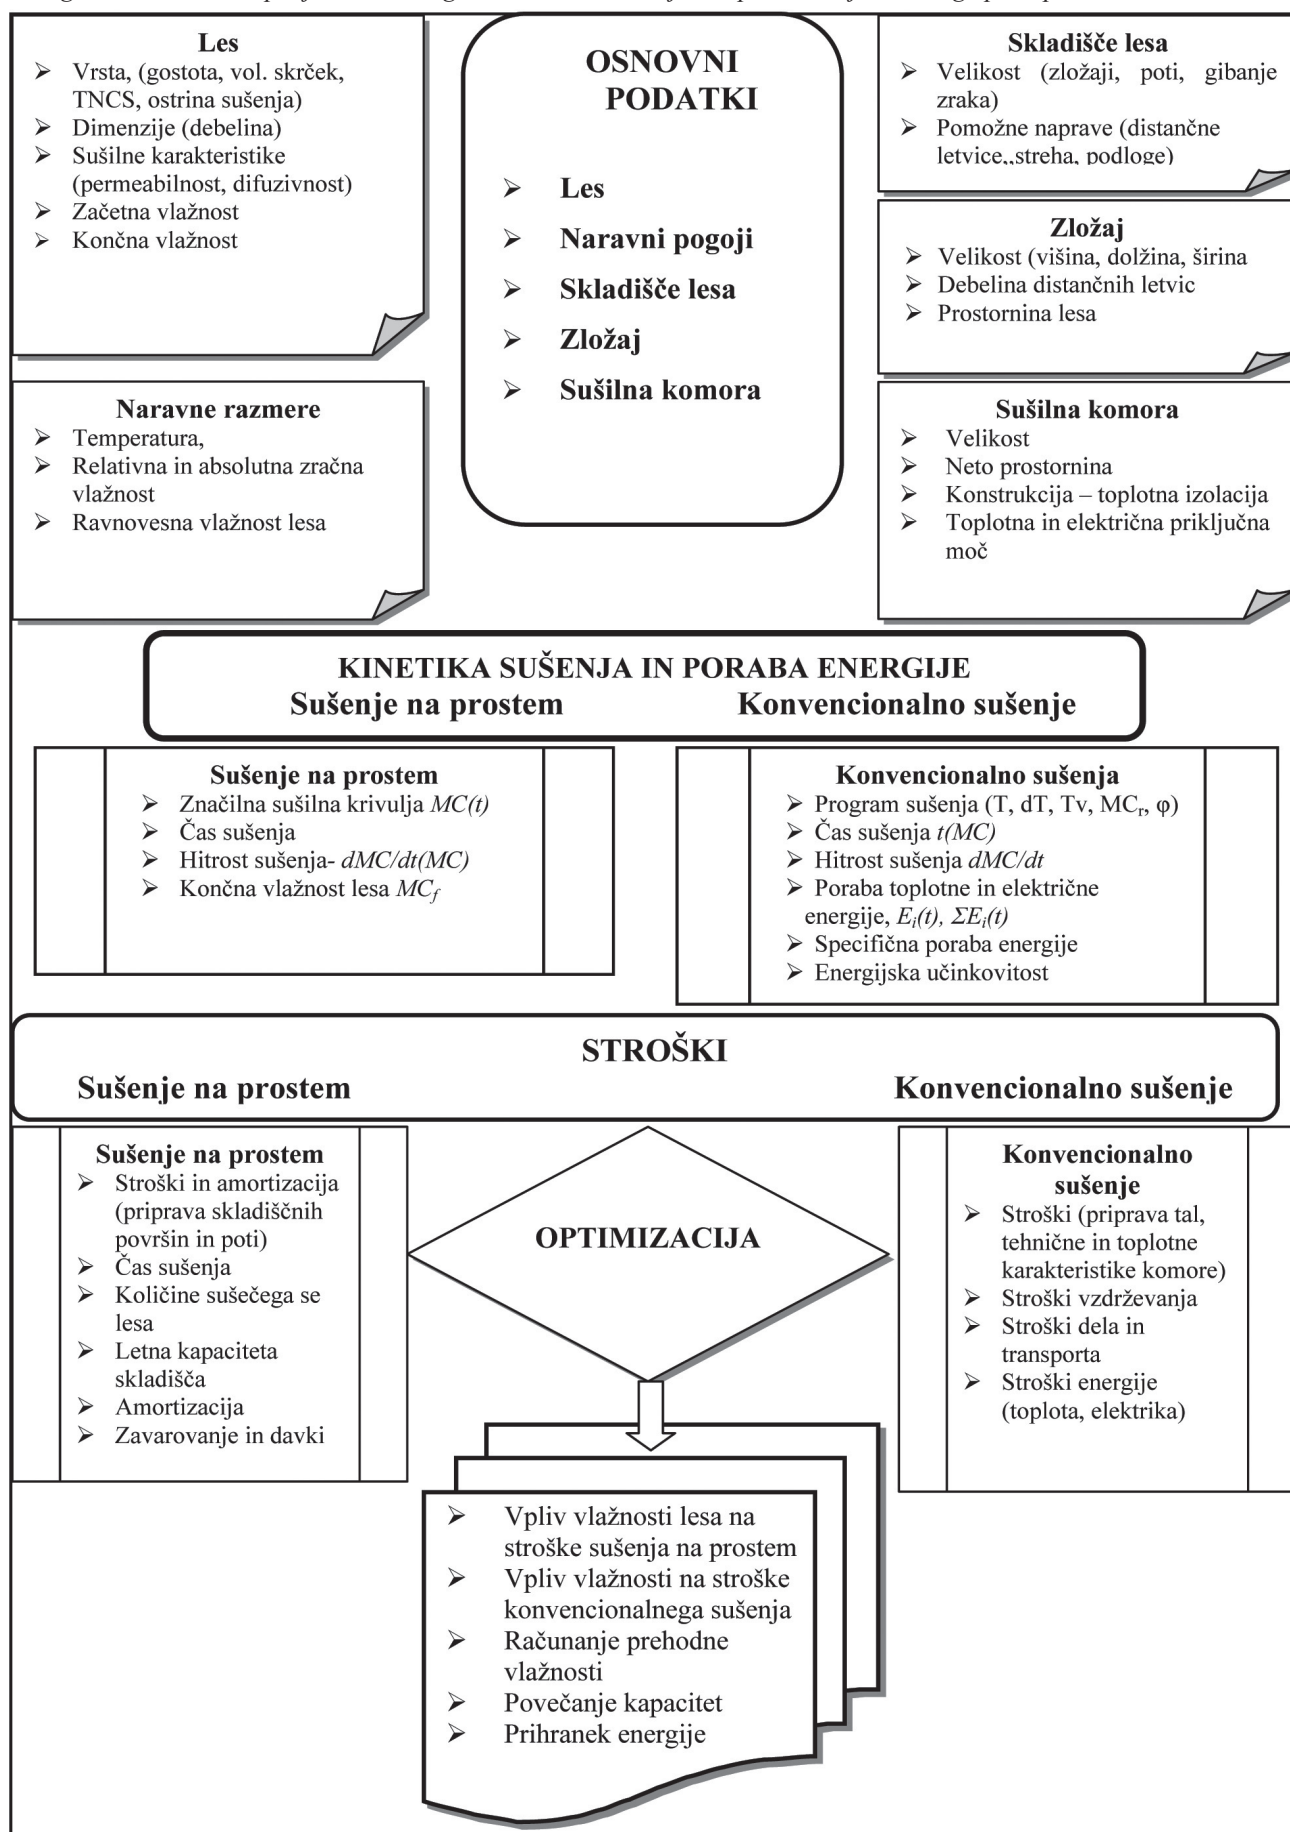 Les
➢ Vrsta, (gostota, vol. skrček,
TNCS, ostrina sušenja)
➢ Dimenzije (debelina)
➢ Sušilne karakteristike
(permeabilnost, difuzivnost)
➢ Začetna vlažnost
➢ Končna vlažnost
Naravne razmere
➢ Temperatura,
➢ Relativna in absolutna zračna
vlažnost
➢ Ravnovesna vlažnost lesa
OSNOVNI
PODATKI
➢ Les
➢ Naravni pogoji
➢ Skladišče lesa
➢ Zložaj
➢ Sušilna komora
Skladišče lesa
➢ Velikost (zložaji, poti, gibanje
zraka)
➢ Pomožne naprave (distančne
letvice,,streha, podloge)
Zložaj
➢ Velikost (višina, dolžina, širina
➢ Debelina distančnih letvic
➢ Prostornina lesa
Sušilna komora
➢ Velikost
➢ Neto prostornina
➢ Konstrukcija – toplotna izolacija
➢ Toplotna in električna priključna
moč
KINETIKA SUŠENJA IN PORABA ENERGIJE
Sušenje na prostem Konvencionalno sušenje
Sušenje na prostem
➢ Značilna sušilna krivulja MC(t)
➢ Čas sušenja
➢ Hitrost sušenja- dMC/dt(MC)
➢ Končna vlažnost lesa MCf
Konvencionalno sušenja
➢ Program sušenja (T, dT, Tv, MCr, φ)
➢ Čas sušenja t(MC)
➢ Hitrost sušenja dMC/dt
➢ Poraba toplotne in električne
energije, Ei(t), ΣEi(t)
➢ Specifična poraba energije
➢ Energijska učinkovitost
STROŠKI
Sušenje na prostem Konvencionalno sušenje
Sušenje na prostem
➢ Stroški in amortizacija
(priprava skladiščnih
površin in poti)
➢ Čas sušenja
➢ Količine sušečega se
lesa
➢ Letna kapaciteta
skladišča
➢ Amortizacija
➢ Zavarovanje in davki
OPTIMIZACIJA
Konvencionalno
sušenje
➢ Stroški (priprava tal,
tehnične in toplotne
karakteristike komore)
➢ Stroški vzdrževanja
➢ Stroški dela in
transporta
➢ Stroški energije
(toplota, elektrika)
➢ Vpliv vlažnosti lesa na
stroške sušenja na prostem
➢ Vpliv vlažnosti na stroške
konvencionalnega sušenja
➢ Računanje prehodne
vlažnosti
➢ Povečanje kapacitet
➢ Prihranek energije